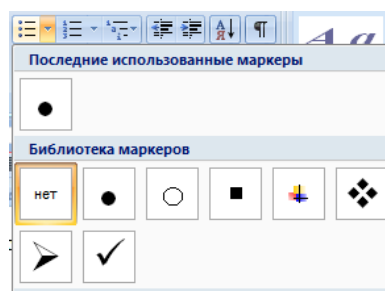 Последние использованные маркеры
Библиотека маркеров
нет